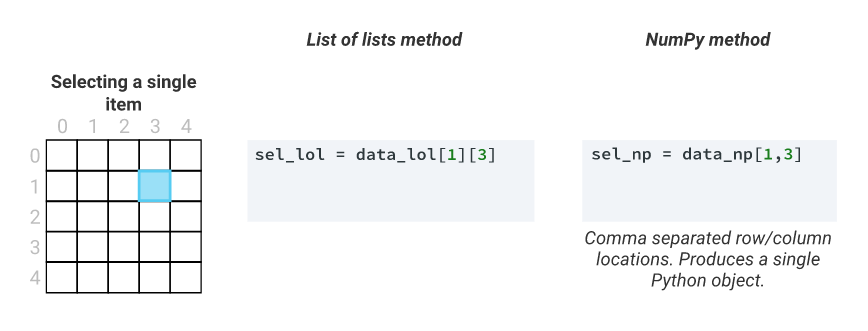 List of lists method
NumPy method
Selecting a single
item
0 1 2 3 4
0
1
2
3
4
sel_lol = data_lol[1][3]
sel_np = data_np[1,3]
Comma separated row/column
locations. Produces a single
Python object.